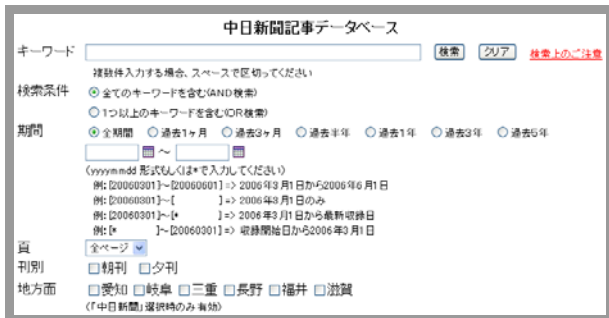 中日新聞記事データベース
キーワード 検索 クリア 検索上のご注意
複数件入力する場合、スペースで区切ってください
検索条件 全てのキーワードを含む(AND検索)
1つ以上のキーワードを含む(OR検索)
期間 全期間 過去1ヶ月 過去3ヶ月 過去半年 過去1年 過去3年 過去5年
～
(yyyymmdd 形式もしくは*で入力してください)
例: [20060301]～[20060601] => 2006年3月1日から2006年6月1日
例: [20060301]～[ ] => 2006年3月1日のみ
例: [20060301]～[* ] => 2006年3月1日から最新収録日
例: [* ]～[20060301] => 収録開始日から2006年3月1日
頁 全ページ
刊別 朝刊 夕刊
地方面 愛知 岐阜 三重 長野 福井 滋賀
(「中日新聞」選択時のみ有効)